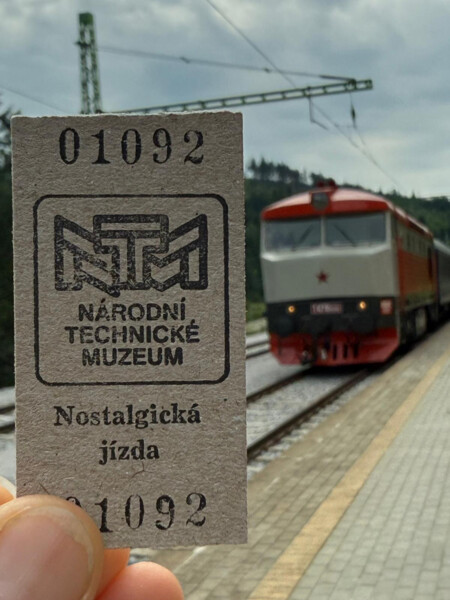 01092
NTM
NÁRODNÍ
TECHNICKÉ
MUZEUM
Nostalgická
jízda
01092